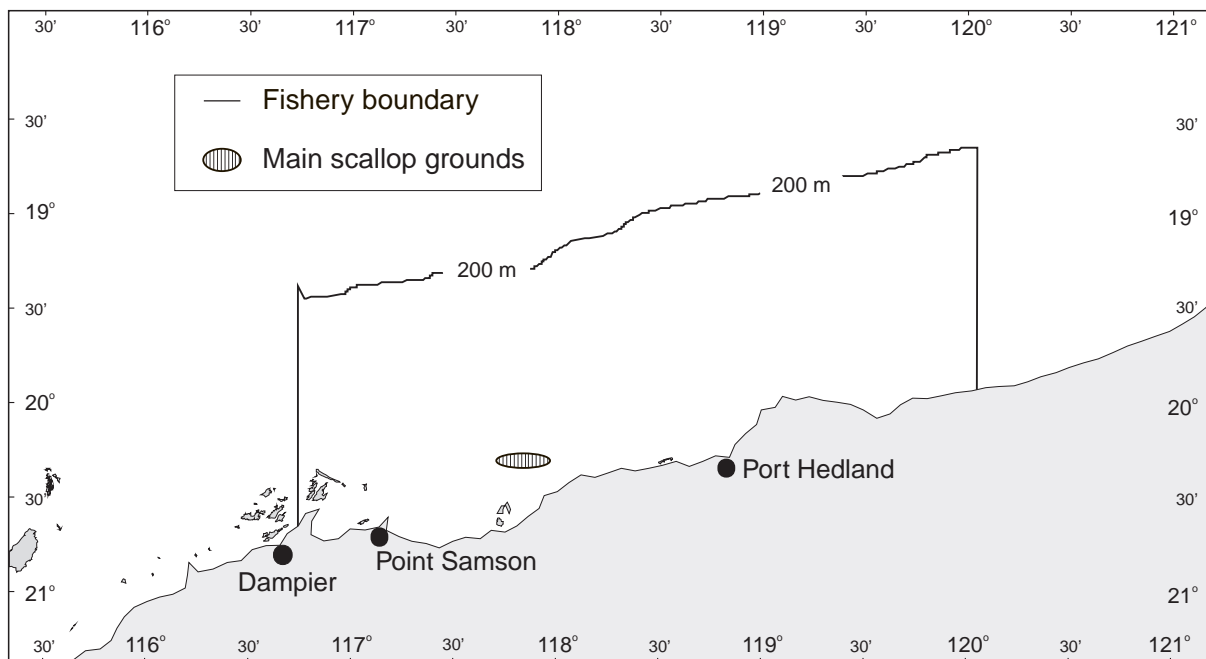 30' 116° 30' 117° 30' 118° 30' 119° 30' 120° 30' 121°
Fishery boundary
Main scallop grounds
30' 30'
200 m
19° 19°
200 m
30' 30'
20° 20°
Port Hedland
30' 30'
Point Samson
Dampier
21° 21°
30' 116° 30' 117° 30' 118° 30' 119° 30' 120° 30' 121°